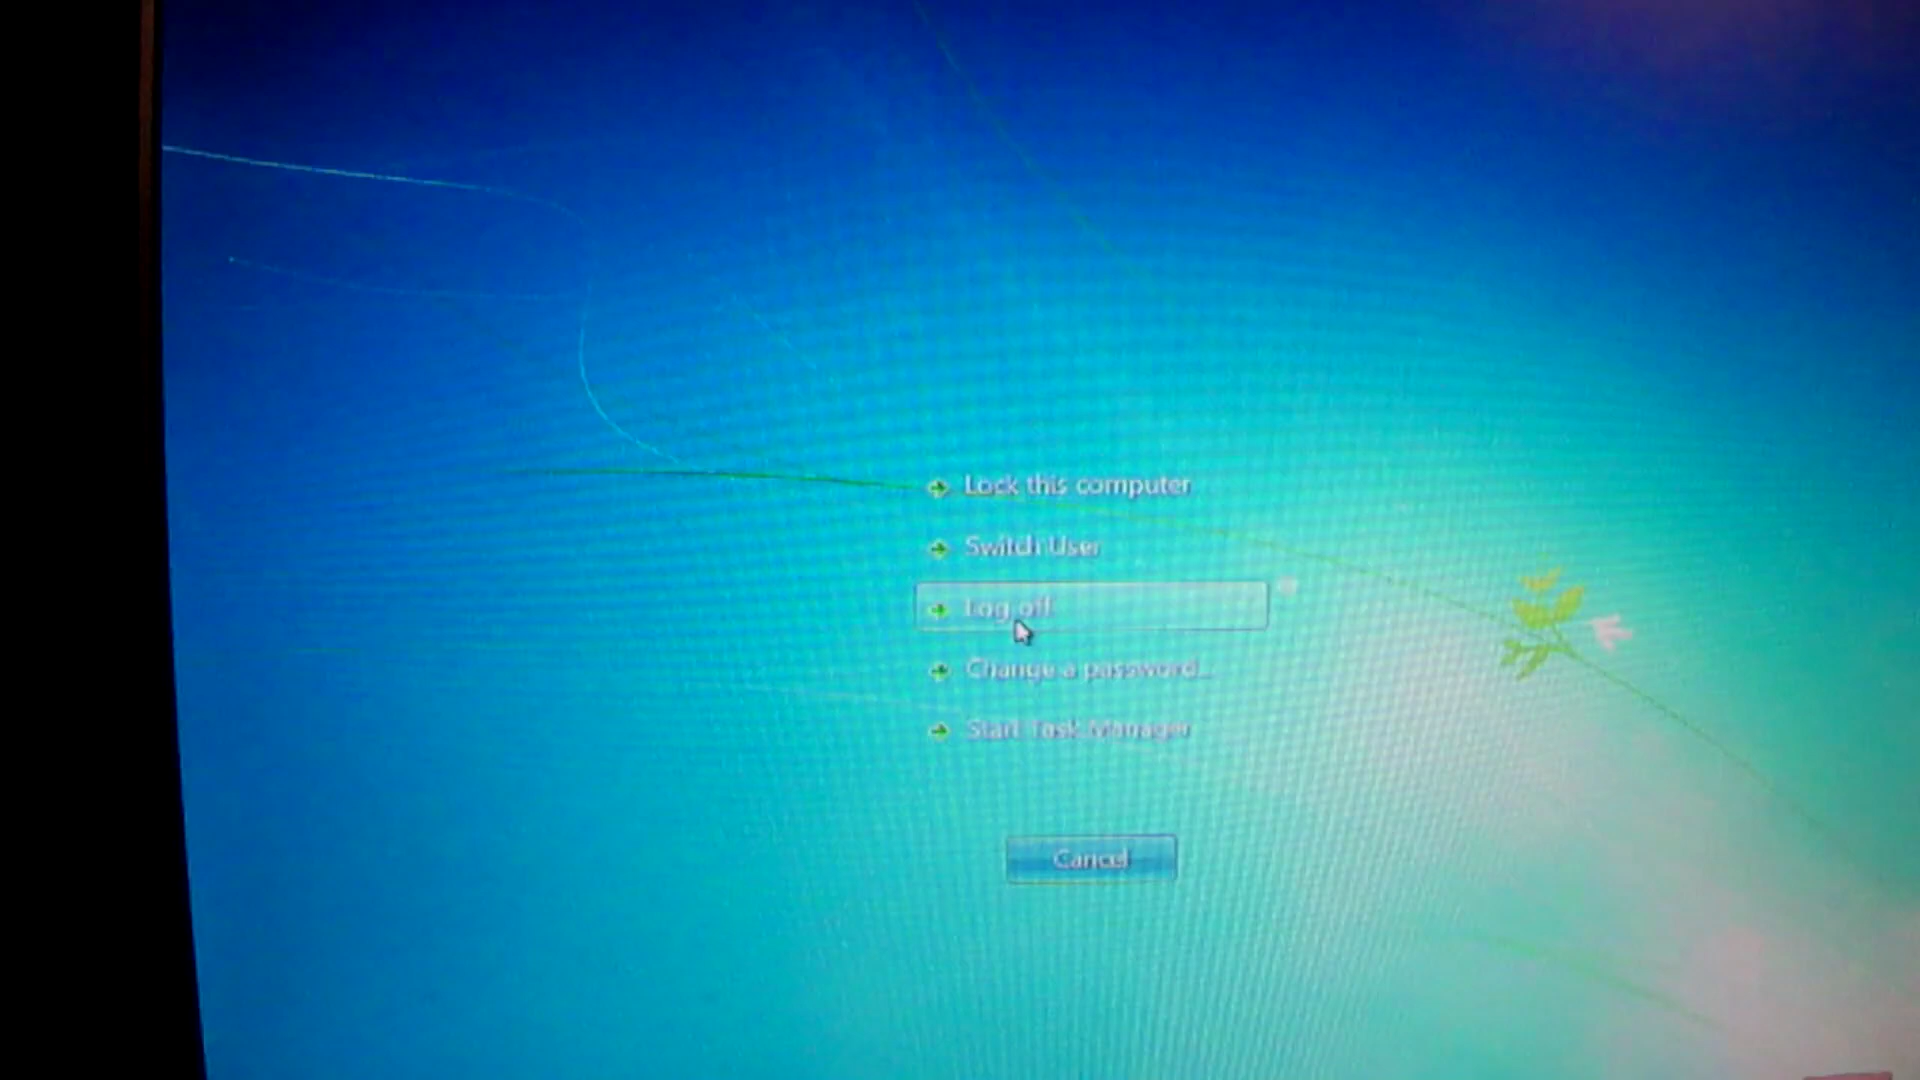 Lock this computer
Switch User
Log off
Change a password...
Start Task Manager
Cancel